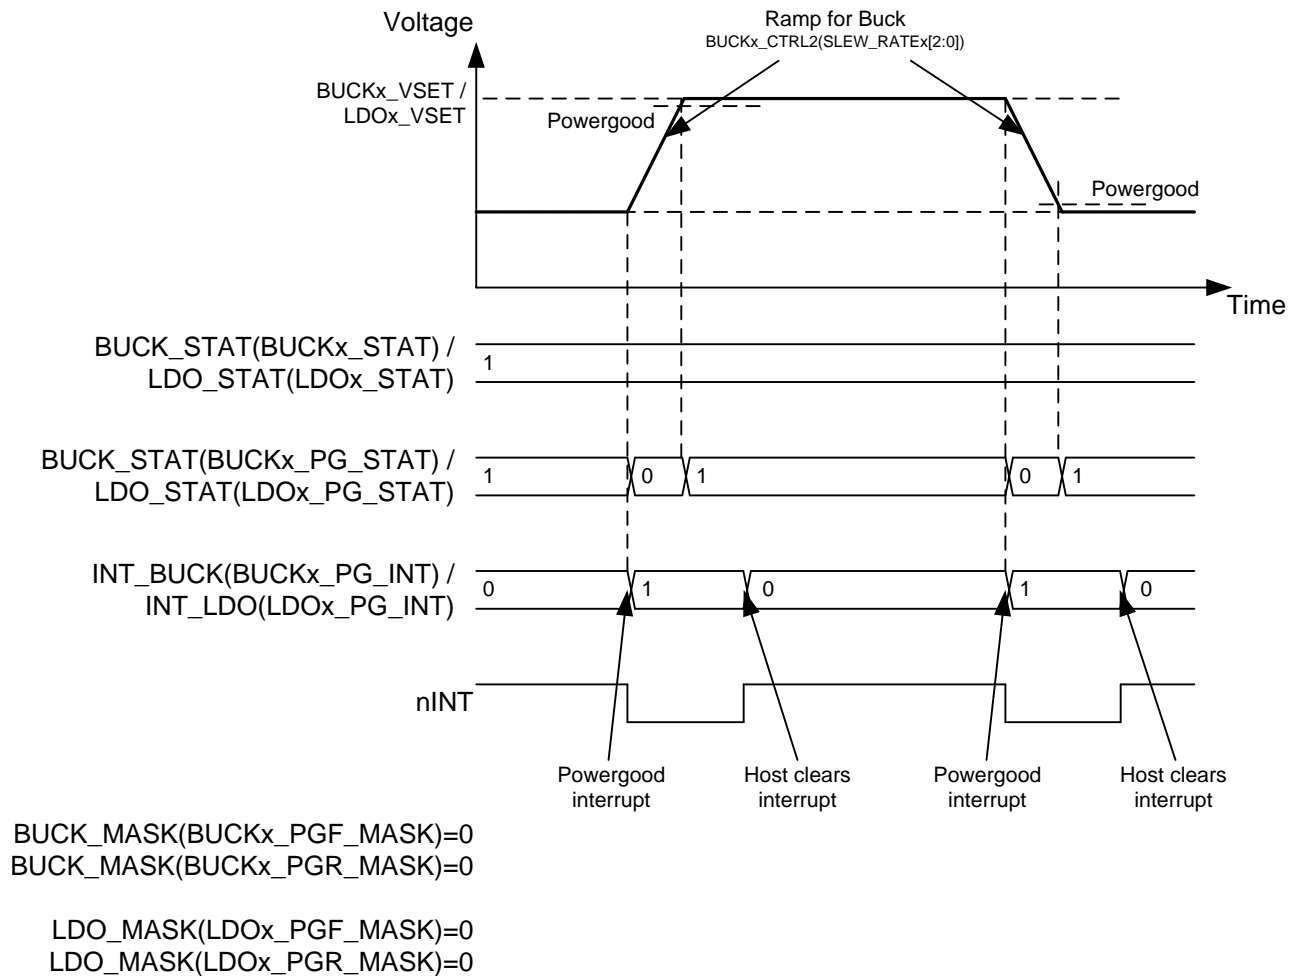 Voltage
Ramp for Buck
BUCKx_CTRL2(SLEW_RATEx[2:0])
BUCKx_VSET /
LDOx_VSET
Powergood
Powergood
Time
BUCK_STAT(BUCKx_STAT) /
LDO_STAT(LDOx_STAT)
1
BUCK_STAT(BUCKx_PG_STAT) /
LDO_STAT(LDOx_PG_STAT)
1 0 1 0 1
INT_BUCK(BUCKx_PG_INT) /
INT_LDO(LDOx_PG_INT)
0 1 0 1 0
nINT
Powergood
interrupt
Host clears
interrupt
Powergood
interrupt
Host clears
interrupt
BUCK_MASK(BUCKx_PGF_MASK)=0
BUCK_MASK(BUCKx_PGR_MASK)=0
LDO_MASK(LDOx_PGF_MASK)=0
LDO_MASK(LDOx_PGR_MASK)=0